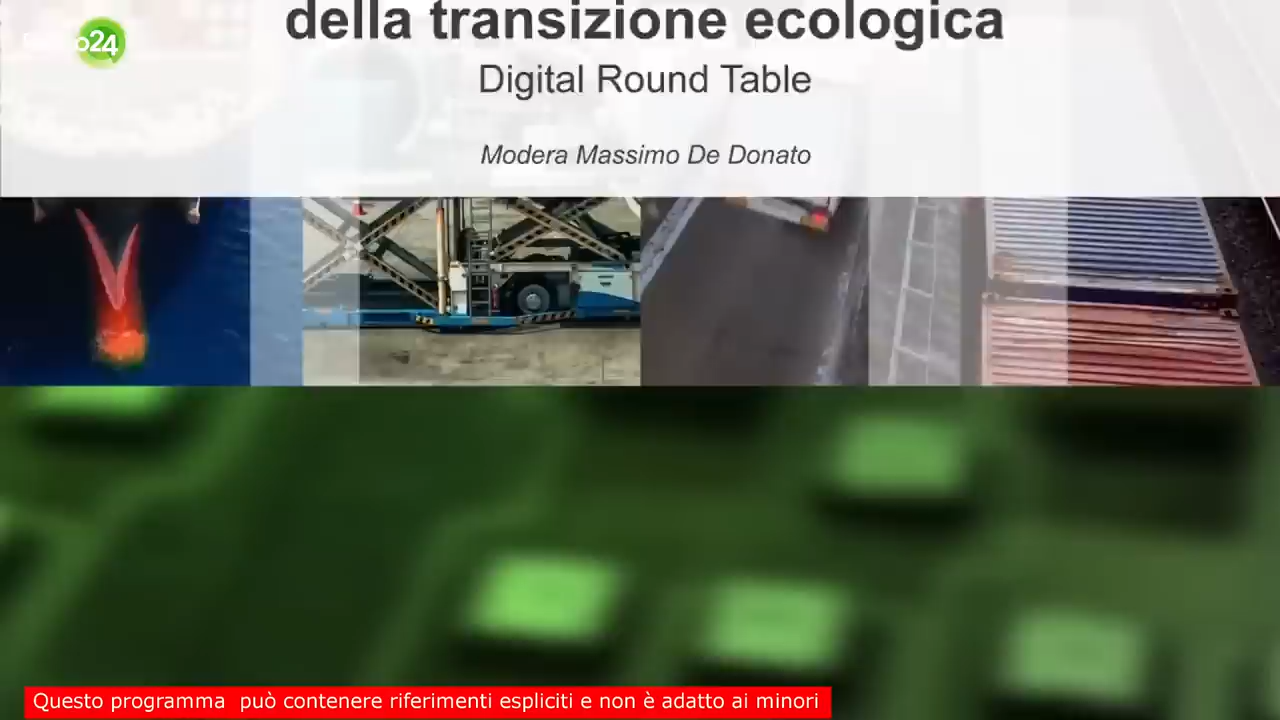 della transizione ecologica
24
Digital Round Table
Modera Massimo De Donato
Questo programma può contenere riferimenti espliciti e non è adatto ai minori